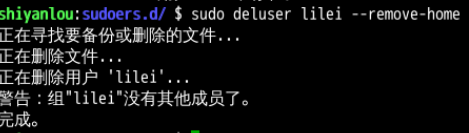 shiyanlou:sudoers.d/ $ sudo deluser lilei --remove-home
正在寻找要备份或删除的文件...
正在删除文件...
正在删除用户 'lilei'...
警告：组"lilei"没有其他成员了。
完成。